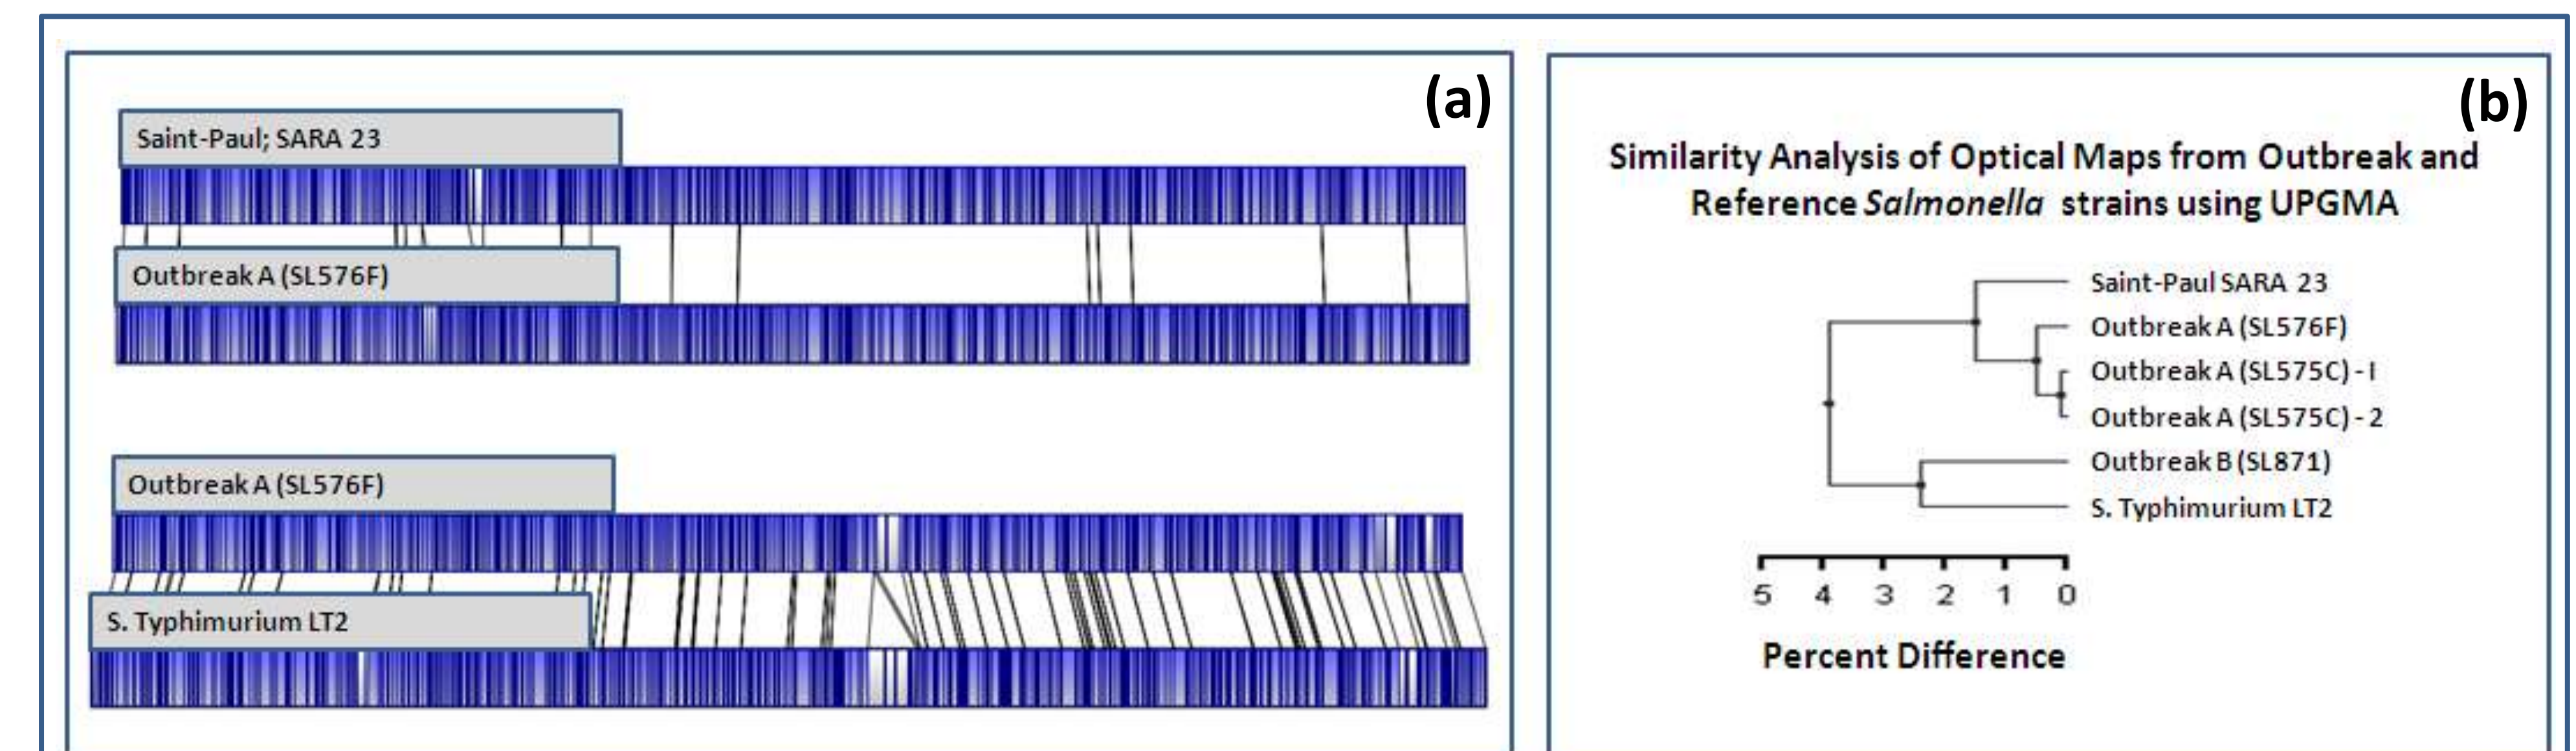 (a)
Saint-Paul; SARA 23
Outbreak A (SL576F)
Outbreak A (SL576F)
S. Typhimurium LT2
(b)
Similarity Analysis of Optical Maps from Outbreak and
Reference Salmonella strains using UPGMA
Saint-Paul SARA 23
Outbreak A (SL576F)
Outbreak A (SL575C) - I
Outbreak A (SL575C) - 2
Outbreak B (SL871)
S. Typhimurium LT2
5 4 3 2 1 0
Percent Difference